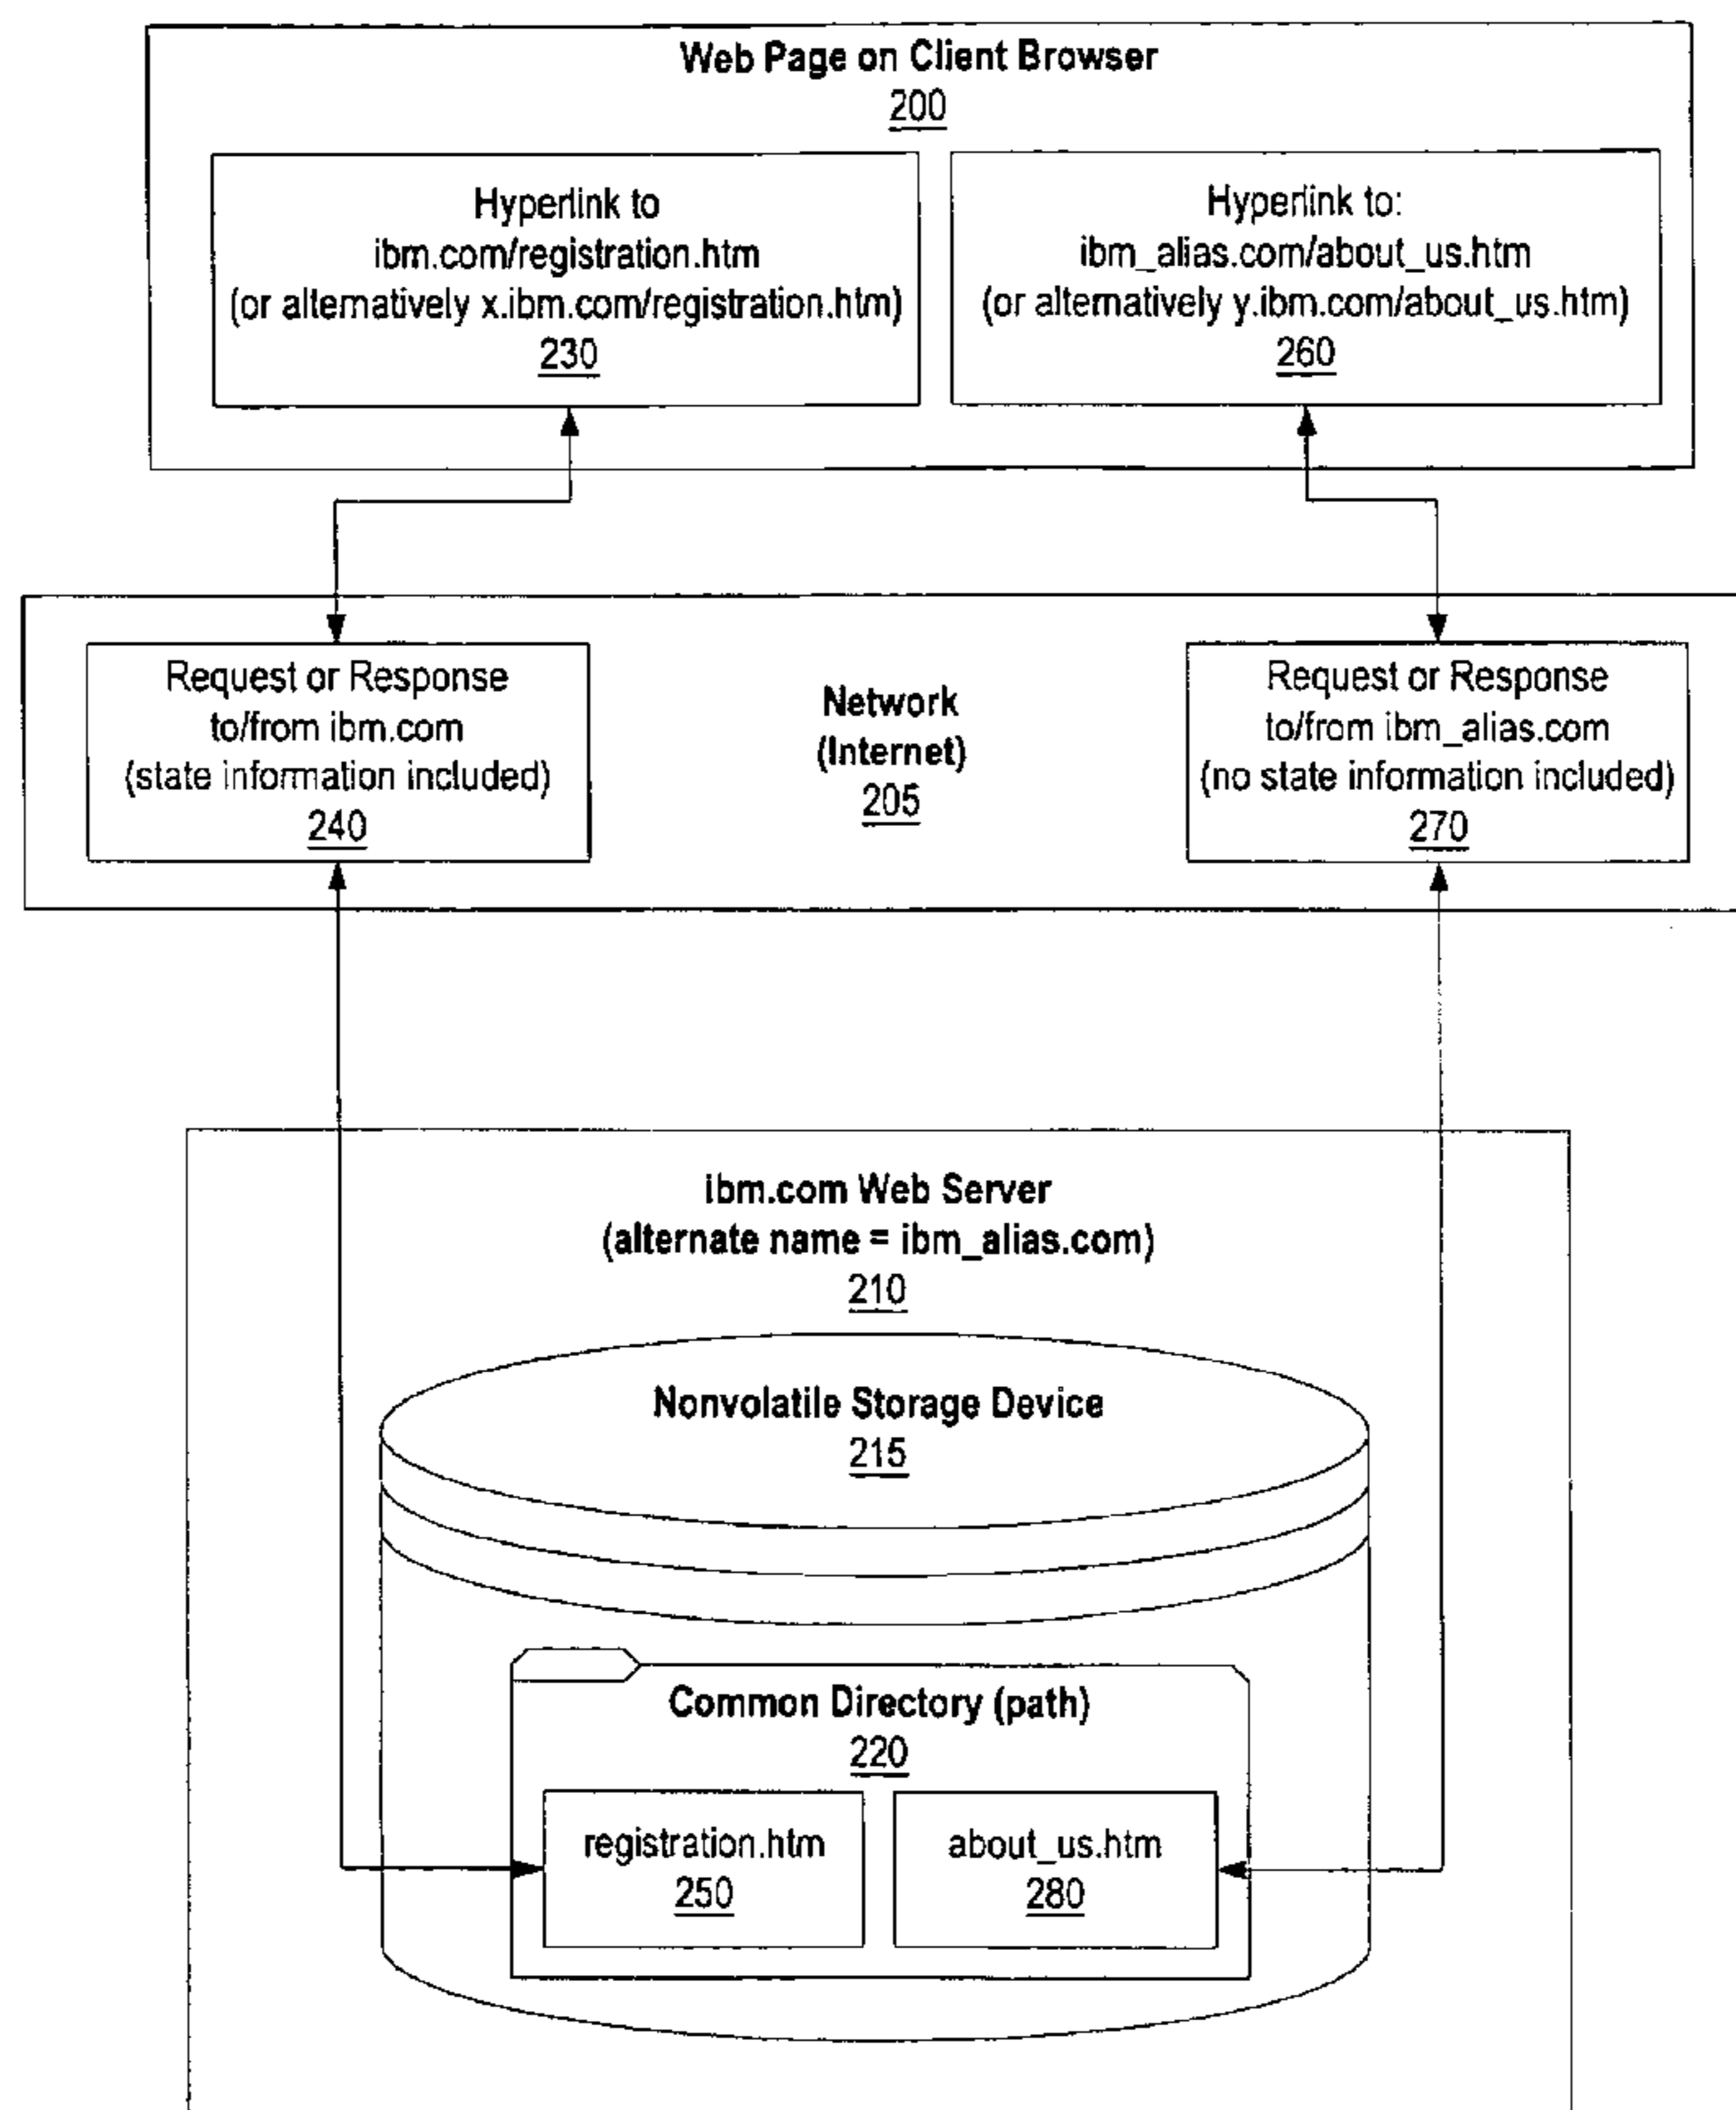 Web Page on Client Browser
200
Hyperlink to
ibm.com/registration.htm
(or alternatively x.ibm.com/registration.htm)
230
Hyperlink to:
ibm_alias.com/about_us.htm
(or alternatively y.ibm.com/about_us.htm)
260
Request or Response
to/from ibm.com
(state information included)
240
Network
(Internet)
205
Request or Response
to/from ibm_alias.com
(no state information included)
270
ibm.com Web Server
(alternate name = ibm_alias.com)
210
Nonvolatile Storage Device
215
Common Directory (path)
220
registration.htm
250
about_us.htm
280